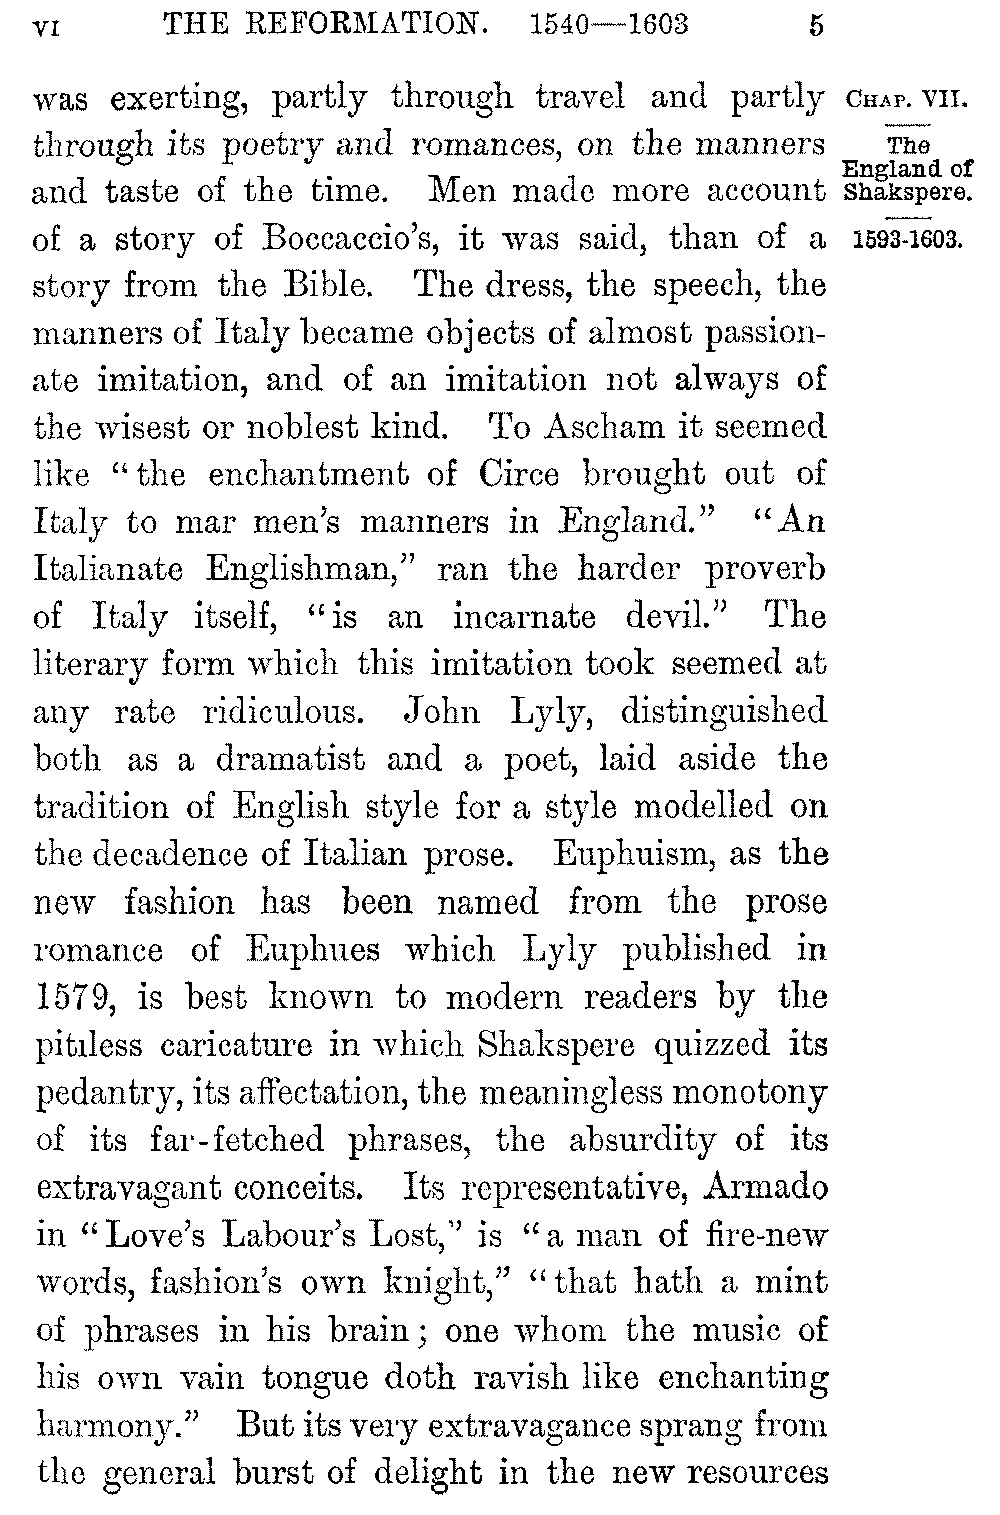 VI THE REFORMATION. 1540—1603 5
was exerting, partly through travel and partly
through its poetry and romances, on the manners
and taste of the time. Men made more account
of a story of Boccaccio's, it was said, than of a
story from the Bible. The dress, the speech, the
manners of Italy became objects of almost passion-
ate imitation, and of an imitation not always of
the wisest or noblest kind. To Ascham it seemed
like “the enchantment of Circe brought out of
Italy to mar men's manners in England.” “An
Italianate Englishman,” ran the harder proverb
of Italy itself, “is an incarnate devil.” The
literary form which this imitation took seemed at
any rate ridiculous. John Lyly, distinguished
both as a dramatist and a poet, laid aside the
tradition of English style for a style modelled on
the decadence of Italian prose. Euphuism, as the
new fashion has been named from the prose
romance of Euphues which Lyly published in
1579, is best known to modern readers by the
pitiless caricature in which Shakspere quizzed its
pedantry, its affectation, the meaningless monotony
of its far-fetched phrases, the absurdity of its
extravagant conceits. Its representative, Armado
in “Love's Labour's Lost,” is “a man of fire-new
words, fashion's own knight,” “that hath a mint
of phrases in his brain; one whom the music of
his own vain tongue doth ravish like enchanting
harmony.” But its very extravagance sprang from
the general burst of delight in the new resources
CHAP. VII.
The
England of
Shakspere.
1593-1603.